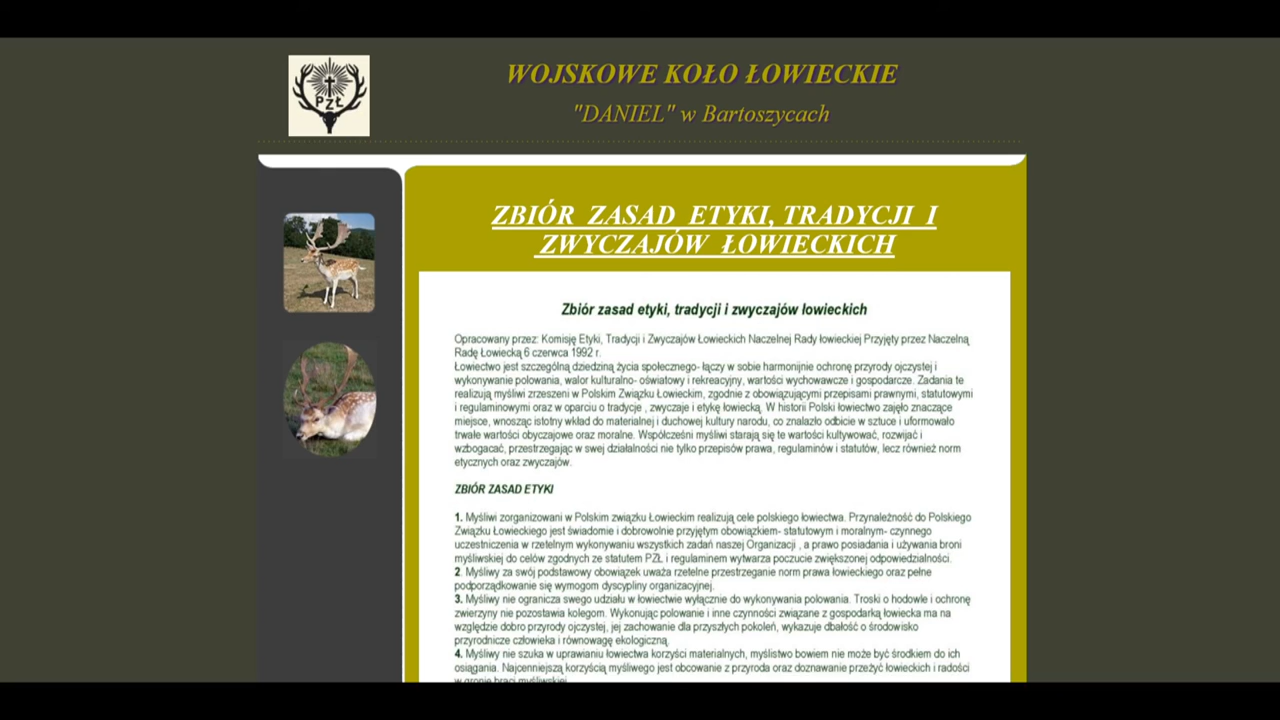 WOJSKOWE KOŁO ŁOWIECKIE
"DANIEL" w Bartoszycach
PZŁ
ZBIÓR ZASAD ETYKI, TRADYCJI I
ZWYCZAJÓW ŁOWIECKICH
Zbiór zasad etyki, tradycji i zwyczajów łowieckich
Opracowany przez: Komisję Etyki, Tradycji i Zwyczajów Łowieckich Naczelnej Rady łowieckiej Przyjęty przez Naczelną
Radę Łowiecką 6 czerwca 1992 r.
Łowiectwo jest szczególną dziedziną życia społecznego- łączy w sobie harmonijnie ochronę przyrody ojczystej i
wykonywanie polowania, walor kulturalno- oświatowy i rekreacyjny, wartości wychowawcze i gospodarcze. Zadania te
realizują myśliwi zrzeszeni w Polskim Związku Łowieckim, zgodnie z obowiązującymi przepisami prawnymi, statutowymi
i regulaminowymi oraz w oparciu o tradycje , zwyczaje i etykę łowiecką. W historii Polski łowiectwo zajęło znaczące
miejsce, wnosząc istotny wkład do materialnej i duchowej kultury narodu, co znalazło odbicie w sztuce i uformowało
trwałe wartości obyczajowe oraz moralne. Współcześni myśliwi starają się te wartości kultywować, rozwijać i
wzbogacać, przestrzegając w swej działalności nie tylko przepisów prawa, regulaminów i statutów, lecz również norm
etycznych oraz zwyczajów.
ZBIÓR ZASAD ETYKI
1. Myśliwi zorganizowani w Polskim związku Łowieckim realizują cele polskiego łowiectwa. Przynależność do Polskiego
Związku Łowieckiego jest świadomie i dobrowolnie przyjętym obowiązkiem- statutowym i moralnym- czynnego
uczestniczenia w rzetelnym wykonywaniu wszystkich zadań naszej Organizacji , a prawo posiadania i używania broni
myśliwskiej do celów zgodnych ze statutem PZŁ i regulaminem wytwarza poczucie zwiększonej odpowiedzialności.
2. Myśliwy za swój podstawowy obowiązek uważa rzetelne przestrzeganie norm prawa łowieckiego oraz pełne
podporządkowanie się wymogom dyscypliny organizacyjnej.
3. Myśliwy nie ogranicza swego udziału w łowiectwie wyłącznie do wykonywania polowania. Troski o hodowle i ochronę
zwierzyny nie pozostawia kolegom. Wykonując polowanie i inne czynności związane z gospodarką łowiecka ma na
względzie dobro przyrody ojczystej, jej zachowanie dla przyszłych pokoleń, wykazuje dbałość o środowisko
przyrodnicze człowieka i równowagę ekologiczną.
4. Myśliwy nie szuka w uprawianiu łowiectwa korzyści materialnych, myślistwo bowiem nie może być środkiem do ich
osiągania. Najcenniejszą korzyścią myśliwego jest obcowanie z przyroda oraz doznawanie przeżyć łowieckich i radości
w gronie braci myśliwskiej.